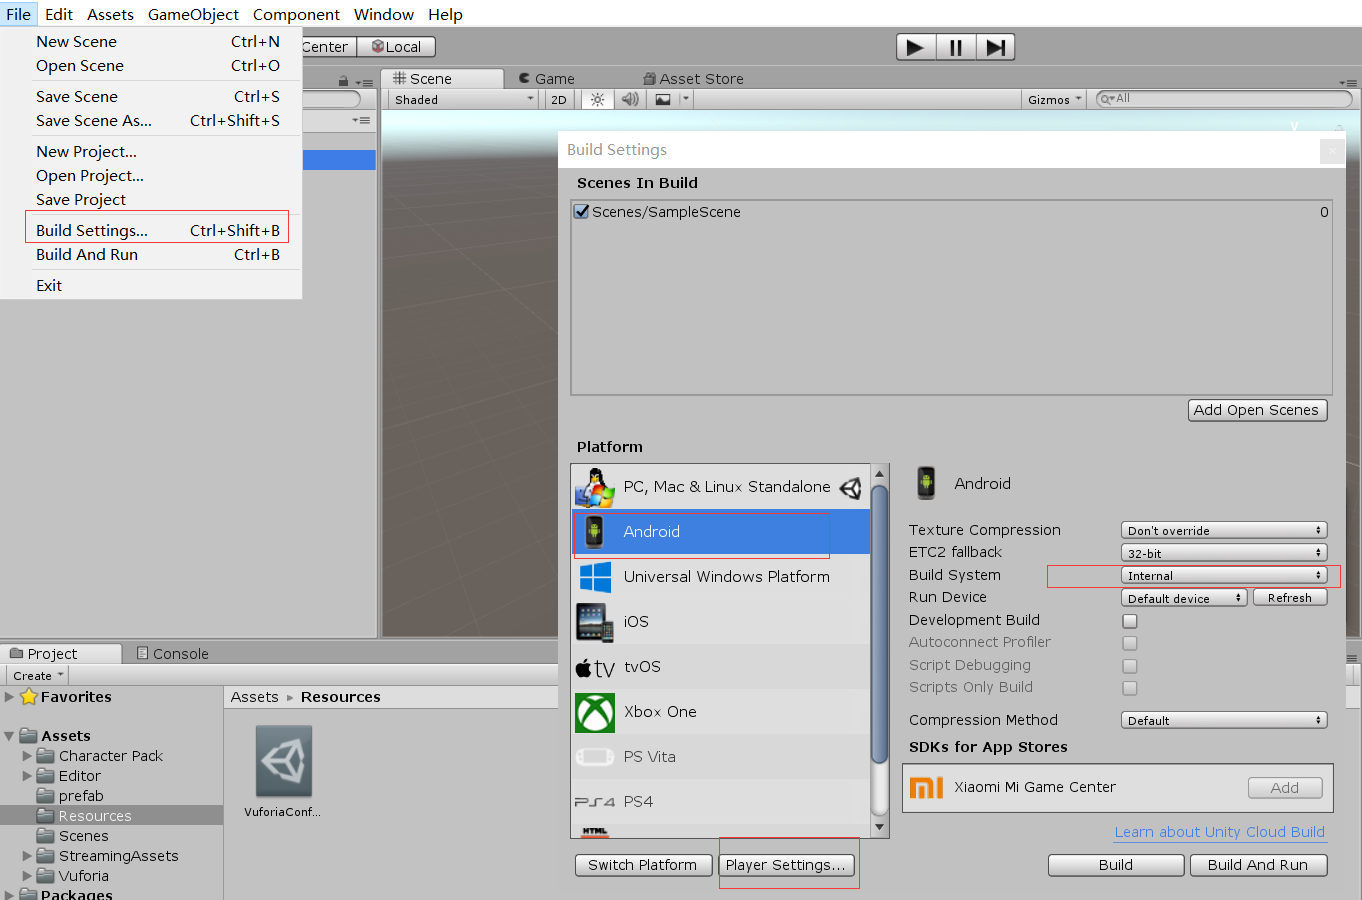 File Edit Assets GameObject Component Window Help
New Scene Ctrl+N
Open Scene Ctrl+O
Save Scene Ctrl+S
Save Scene As... Ctrl+Shift+S
New Project...
Open Project...
Save Project
Build Settings... Ctrl+Shift+B
Build And Run Ctrl+B
Exit
Center Local
Scene Game Asset Store
Shaded 2D Gizmos All
y
Build Settings
Scenes In Build
Scenes/SampleScene 0
Add Open Scenes
Platform
PC, Mac & Linux Standalone
Android
Universal Windows Platform
iOS
tv tvOS
Xbox One
PS Vita
PS4 PS4
HTML
Switch Platform Player Settings...
Android
Texture Compression Don't override
ETC2 fallback 32-bit
Build System Internal
Run Device Default device Refresh
Development Build
Autoconnect Profiler
Script Debugging
Scripts Only Build
Compression Method Default
SDKs for App Stores
Xiaomi Mi Game Center Add
Learn about Unity Cloud Build
Build Build And Run
Project Console
Create
Favorites
Assets
Character Pack
Editor
prefab
Resources
Scenes
StreamingAssets
Vuforia
Packages
Assets Resources
VuforiaConf...